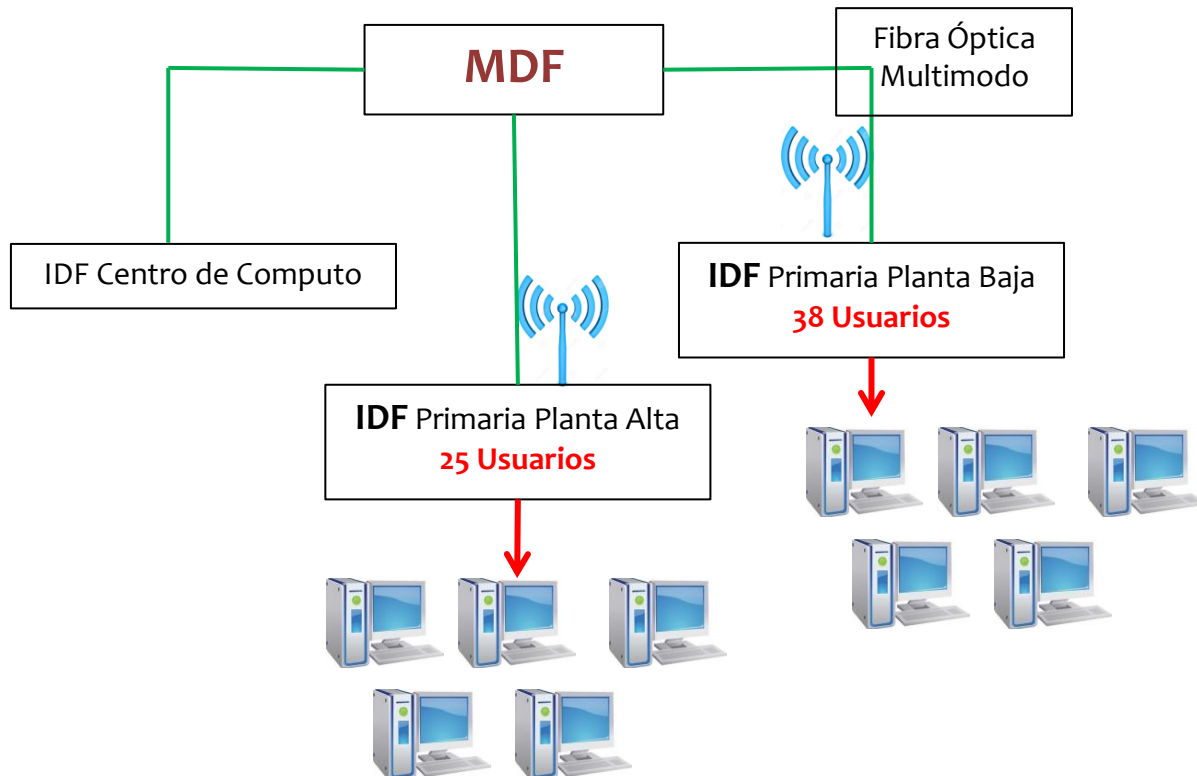 MDF
Fibra Óptica
Multimodo
IDF Centro de Computo
IDF Primaria Planta Baja
38 Usuarios
IDF Primaria Planta Alta
25 Usuarios